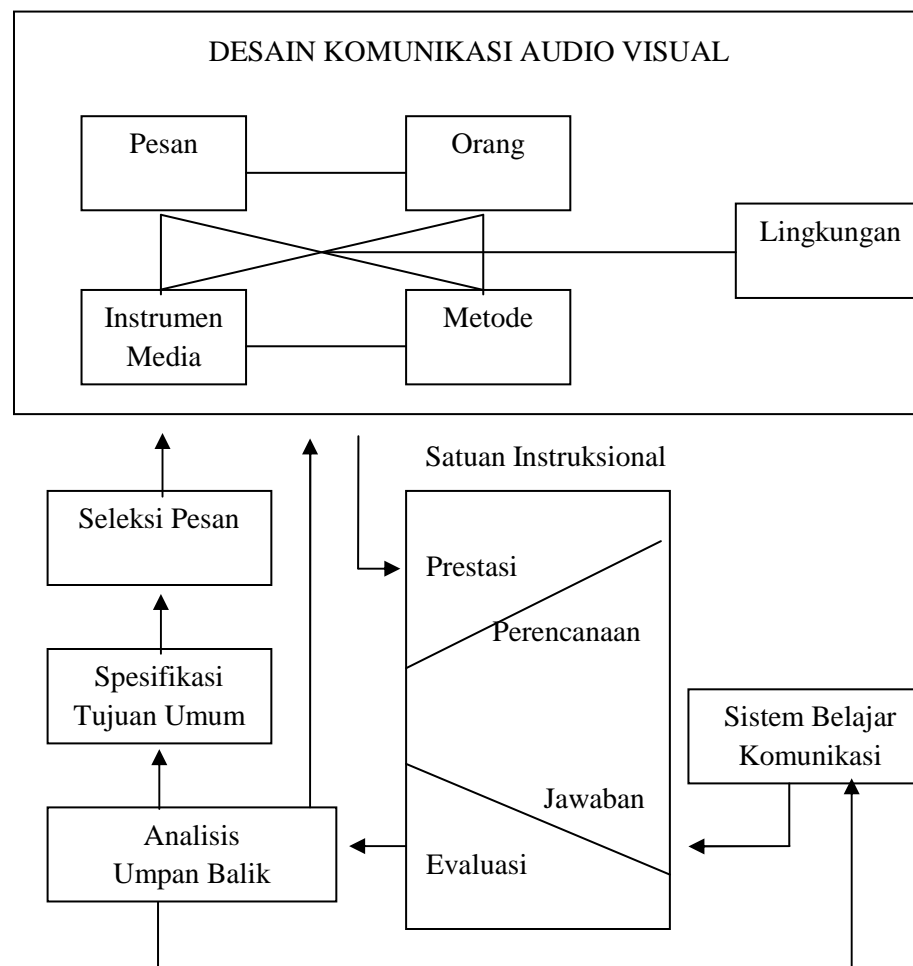 DESAIN KOMUNIKASI AUDIO VISUAL
Pesan
Orang
Lingkungan
Instrumen
Media
Metode
Satuan Instruksional
Seleksi Pesan
Prestasi
Perencanaan
Spesifikasi
Tujuan Umum
Sistem Belajar
Komunikasi
Jawaban
Analisis
Umpan Balik
Evaluasi